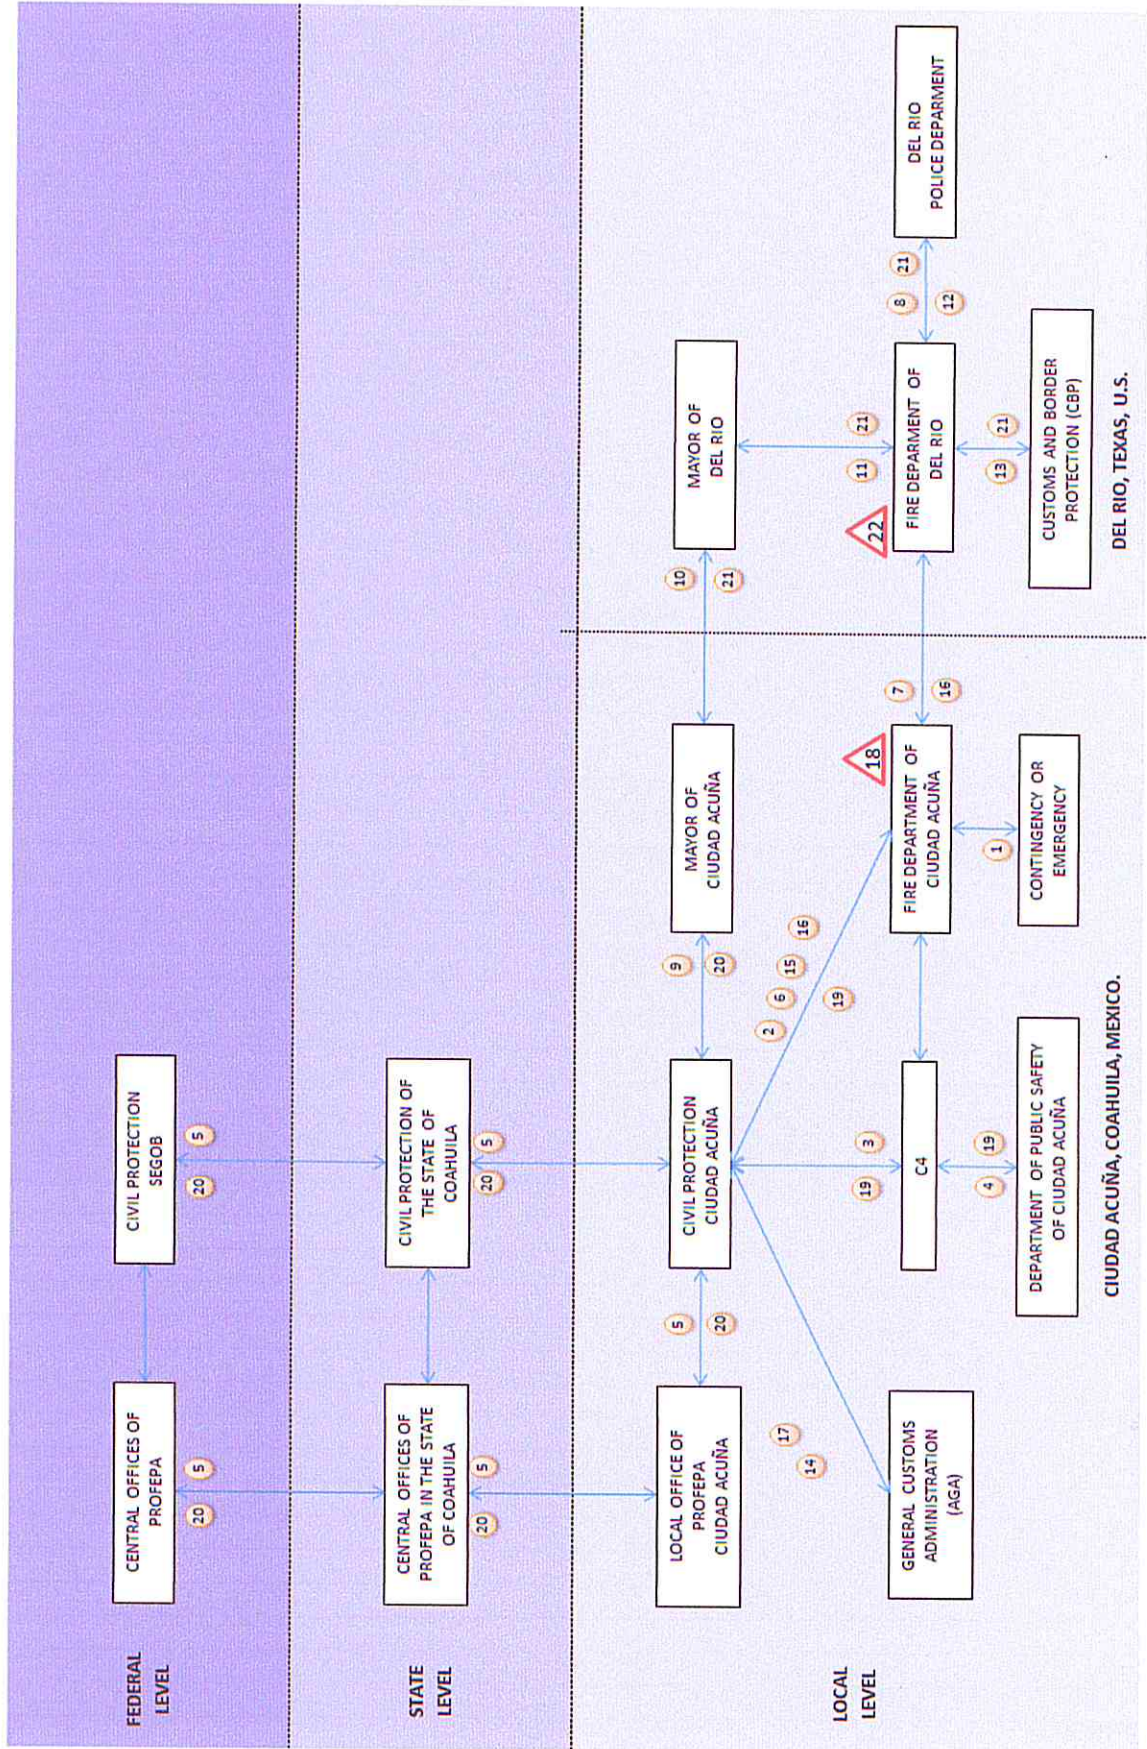 FEDERAL
LEVEL
CENTRAL OFFICES OF
PROFEPA
5
20
CIVIL PROTECTION
SEGOB
5
20
STATE
LEVEL
CENTRAL OFFICES OF
PROFEPA IN THE STATE
OF COAHUILA
5
20
CIVIL PROTECTION OF
THE STATE OF
COAHUILA
5
20
LOCAL
LEVEL
LOCAL OFFICE OF
PROFEPA
CIUDAD ACUÑA
5
20
CIVIL PROTECTION
CIUDAD ACUÑA
9
20
MAYOR OF
CIUDAD ACUÑA
10
21
MAYOR OF
DEL RIO
17
14
19
3
2
6
15
16
19
18
22
11
21
GENERAL CUSTOMS
ADMINISTRATION
(AGA)
C4
FIRE DEPARTMENT OF
CIUDAD ACUÑA
7
16
FIRE DEPARMENT OF
DEL RIO
8
21
12
DEL RIO
POLICE DEPARMENT
4
19
1
13
21
DEPARTMENT OF PUBLIC SAFETY
OF CIUDAD ACUÑA
CONTINGENCY OR
EMERGENCY
CUSTOMS AND BORDER
PROTECTION (CBP)
CIUDAD ACUÑA, COAHUILA, MEXICO.
DEL RIO, TEXAS, U.S.